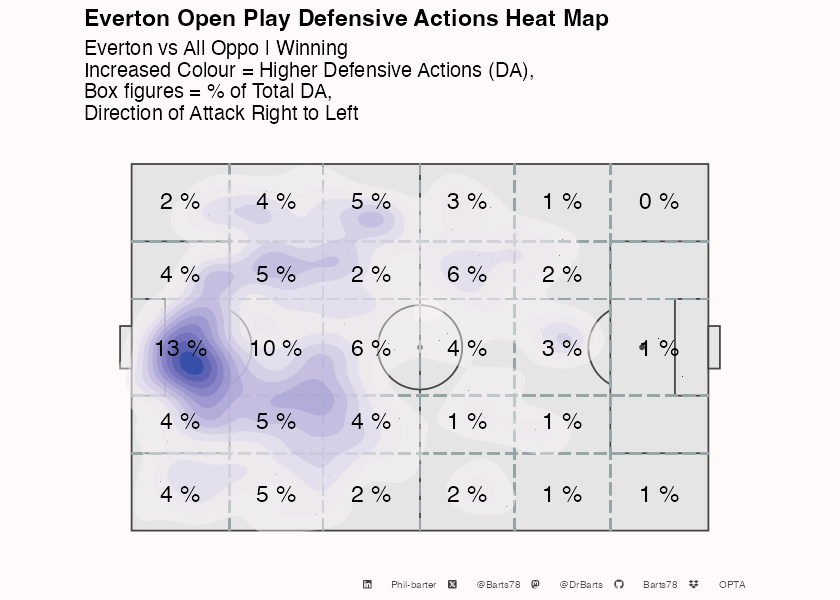 Everton Open Play Defensive Actions Heat Map
Everton vs All Oppo I Winning
Increased Colour = Higher Defensive Actions (DA),
Box figures = % of Total DA,
Direction of Attack Right to Left
2 % 4 % 5 % 3 % 1 % 0 %
4 % 5 % 2 % 6 % 2 %
13 % 10 % 6 % 4 % 3 % 1 %
4 % 5 % 4 % 1 % 1 %
4 % 5 % 2 % 2 % 1 % 1 %
Phil-barter @Barts78 @DrBarts Barts78 OPTA